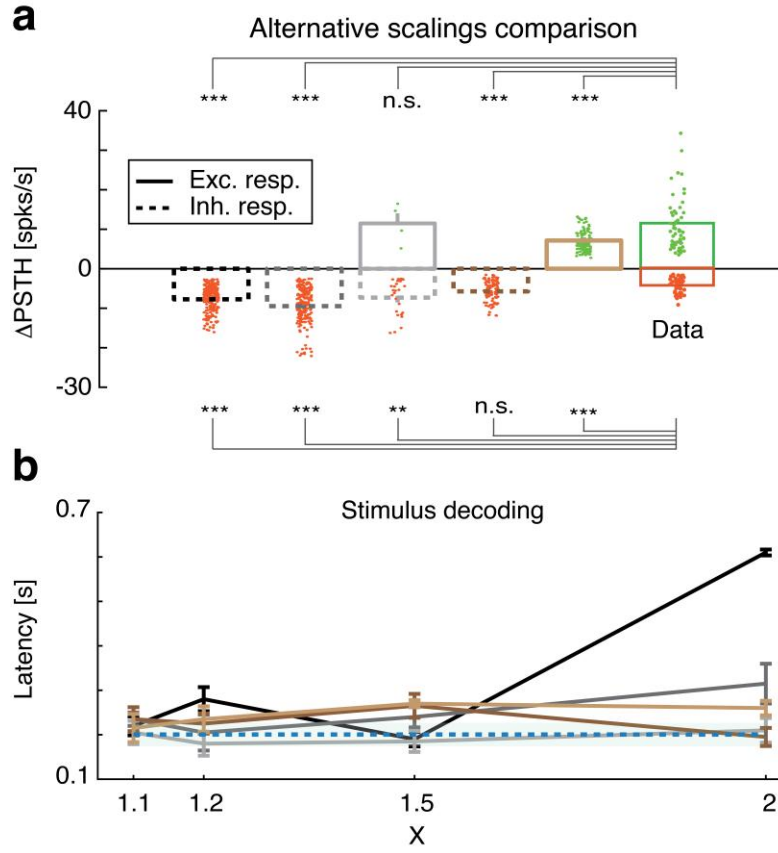 a
Alternative scalings comparison
*** *** n.s. *** ***
40
Exc. resp.
Inh. resp.
0
ΔPSTH [spks/s]
Data
-30
*** *** ** n.s. ***
b
0.7
Stimulus decoding
Latency [s]
0.1
1.1 1.2 1.5 2
X